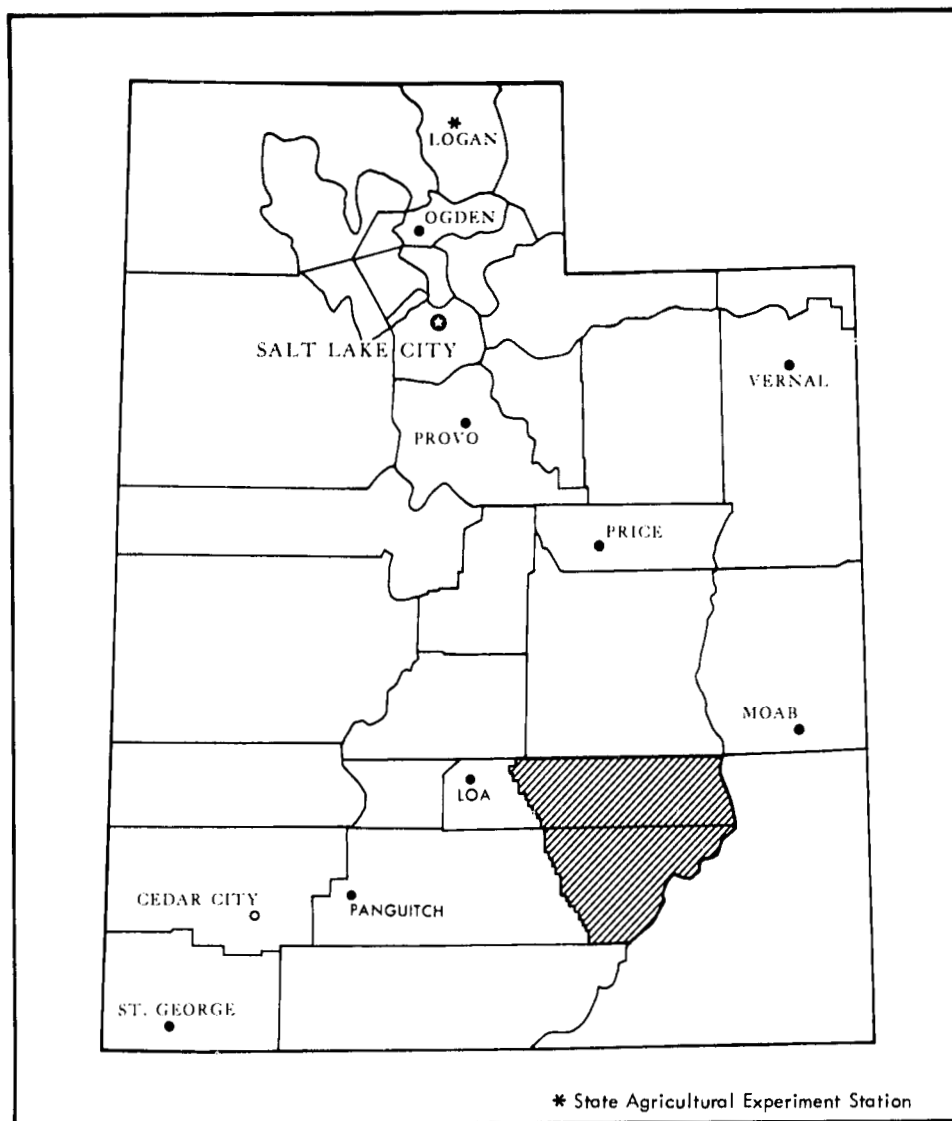 LOGAN
OGDEN
SALT LAKE CITY
VERNAL
PROVO
PRICE
MOAB
LOA
CEDAR CITY
PANGUITCH
ST. GEORGE
* State Agricultural Experiment Station